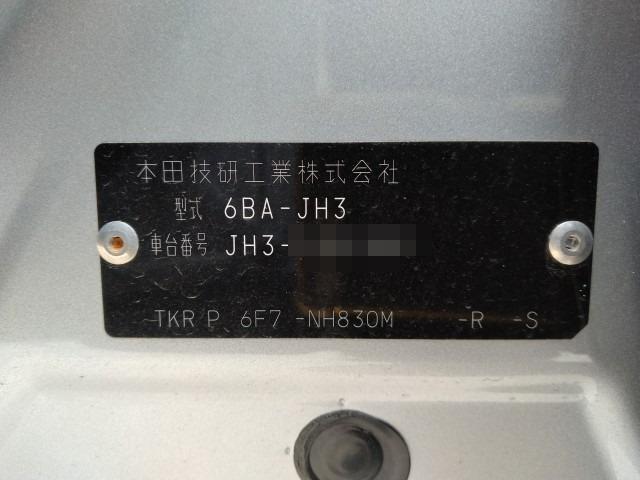 本田技研工業株式会社
型式 6BA-JH3
車台番号 JH3-
TKR P 6F7 -NH830M -R -S